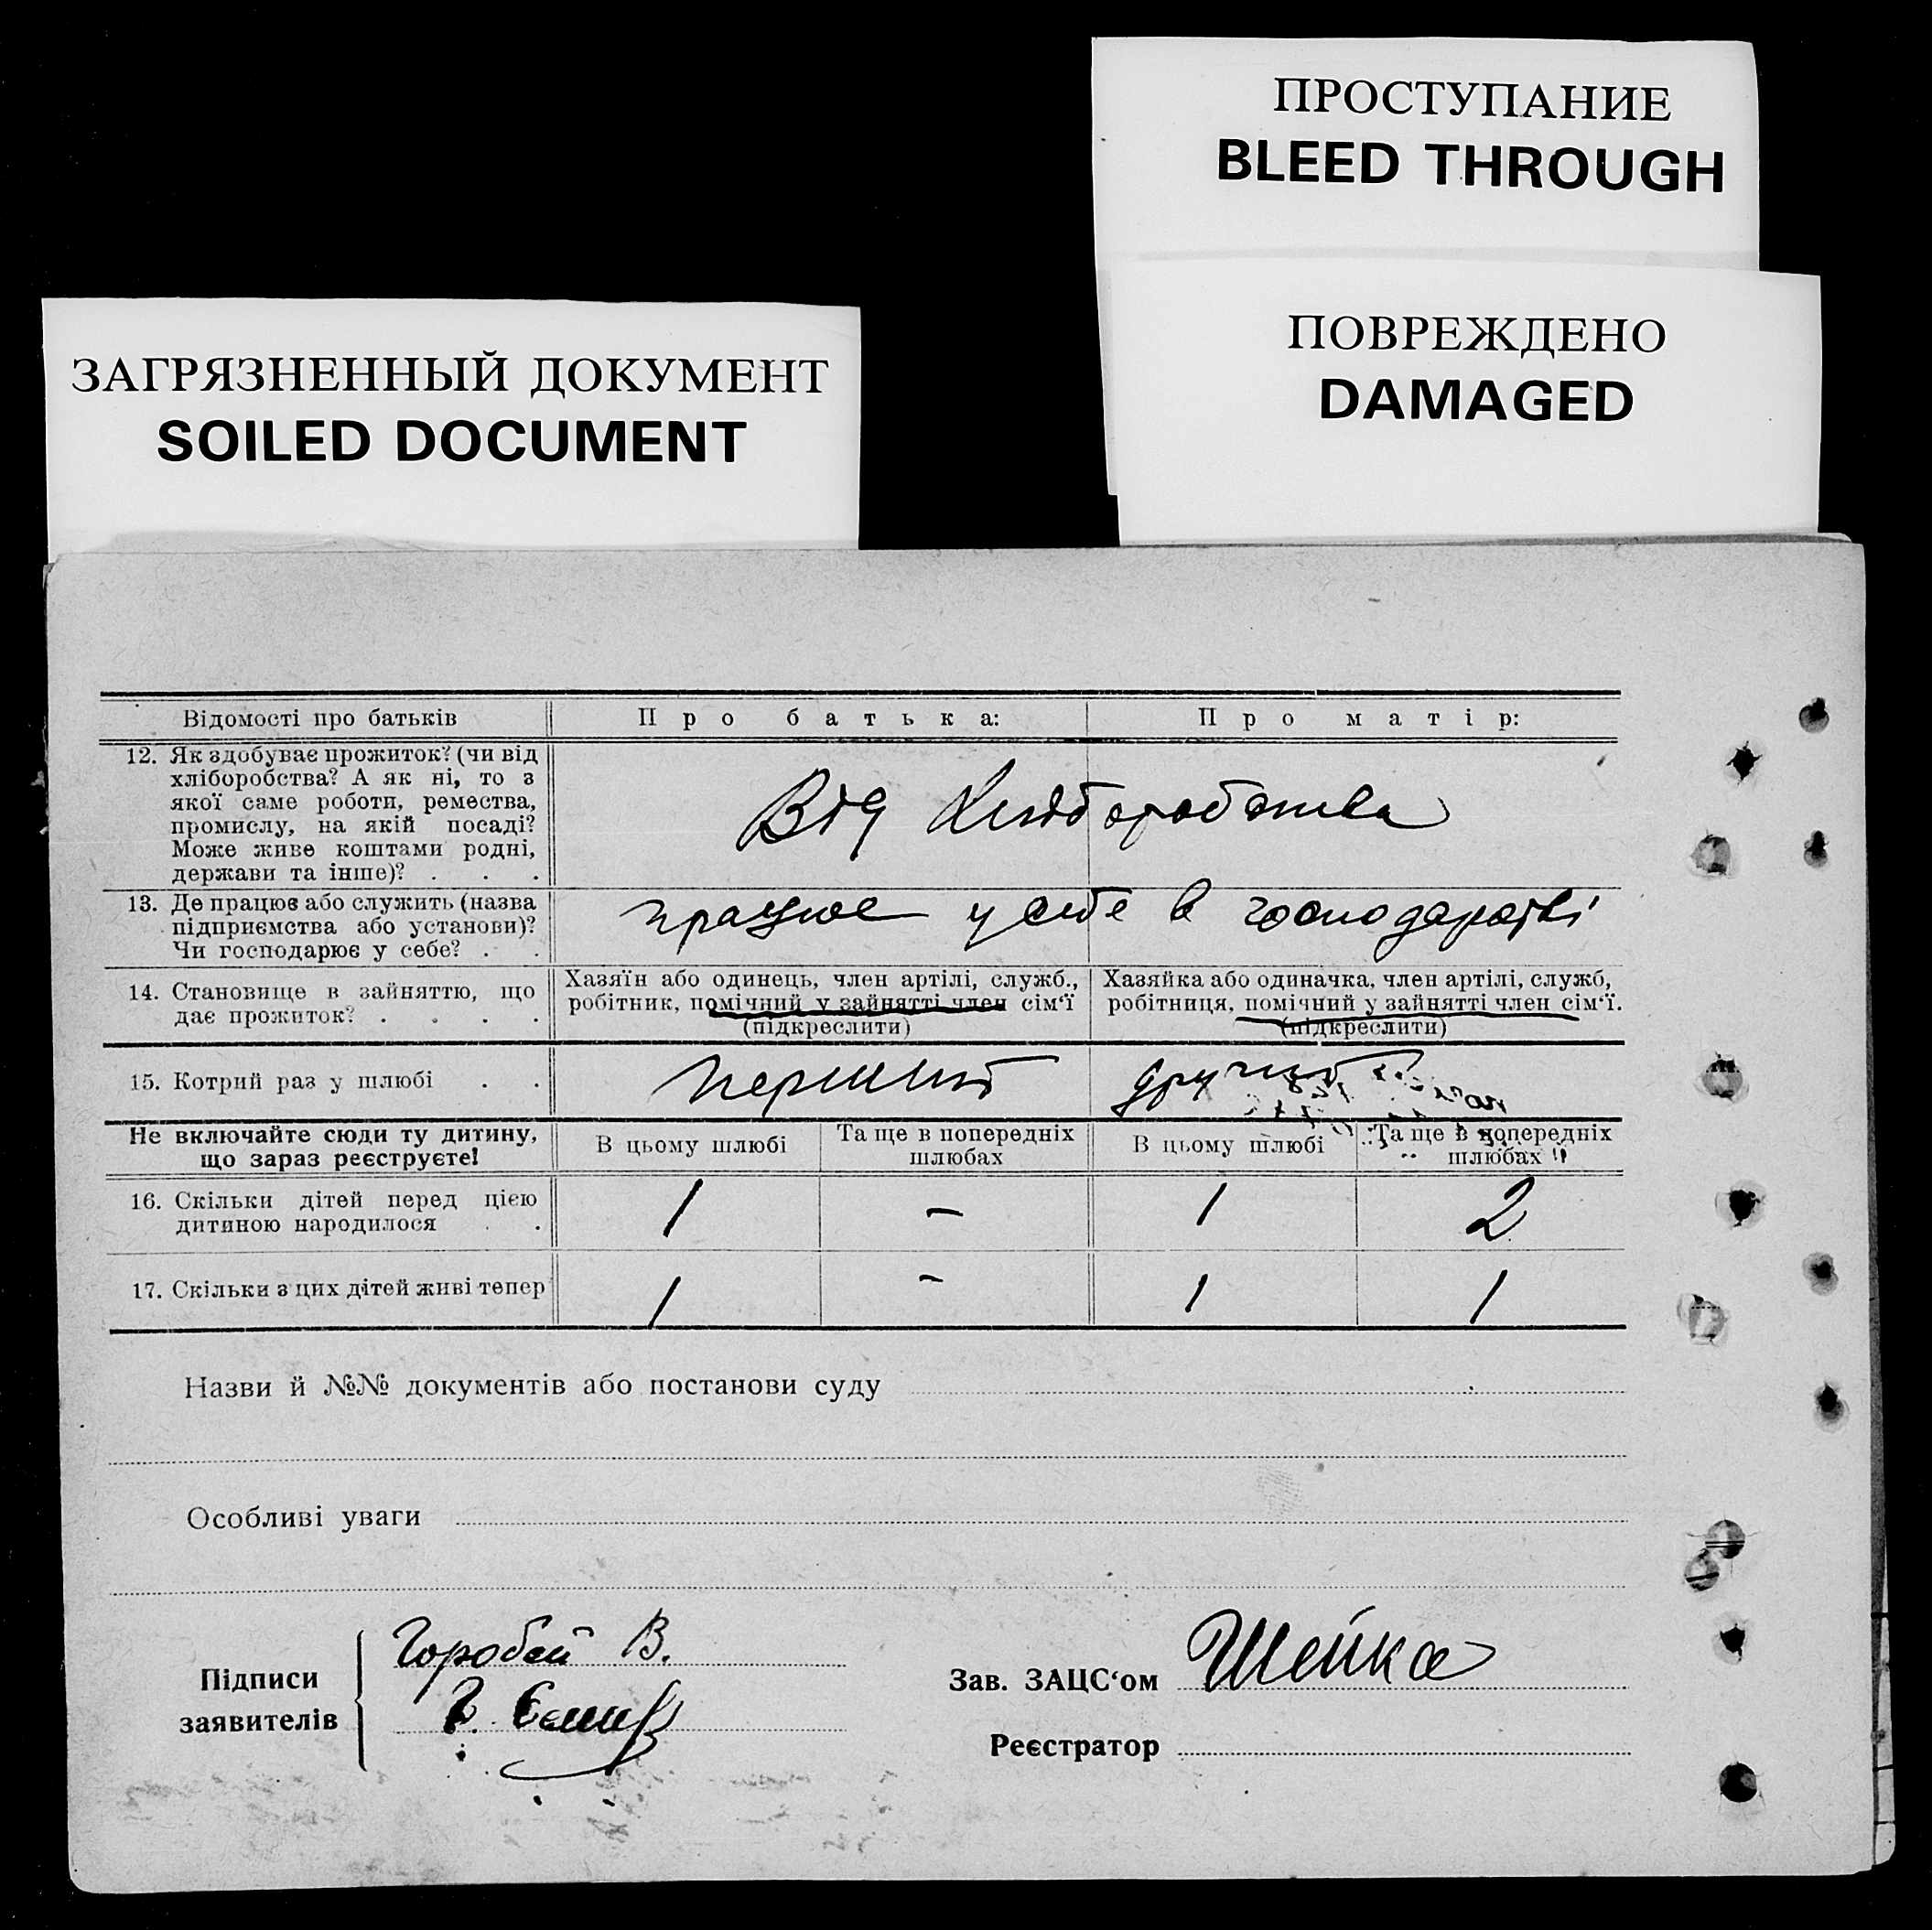 ПРОСТУПАНИЕ
BLEED THROUGH
ПОВРЕЖДЕНО
DAMAGED
ЗАГРЯЗНЕННЫЙ ДОКУМЕНТ
SOILED DOCUMENT
Відомості про батьків Про батька: Про матір:
12. Як здобуває прожиток? (чи від
хліборобства? А як ні, то з
якої саме роботи, ремества,
промислу, на якій посаді?
Може живе коштами родні,
держави та інше)? . . .
Від Хліборобства
13. Де працює або служить (назва
підприємства або установи)?
Чи господарює у себе? . .
працює у себе в господарстві
14. Становище в зайняттю, що
дає прожиток? . . . .
Хазяїн або одинець, член артілі, служб.,
робітник, помічний у зайнятті член сім'ї
(підкреслити)
Хазяйка або одиначка, член артілі, служб,
робітниця, помічний у зайнятті член сім'ї.
(підкреслити)
15. Котрий раз у шлюбі . . перший другий
Не включайте сюди ту дитину,
що зараз реєструєте!
В цьому шлюбі
Та ще в попередніх
шлюбах
В цьому шлюбі
Та ще в попередніх
шлюбах
16. Скільки дітей перед цією
дитиною народилося . .
1 – 1 2
17. Скільки з цих дітей живі тепер 1 – 1 1
Назви й №№ документів або постанови суду
Особливі уваги
Підписи
заявителів
Горобей В.
Зав. ЗАЦС'ом Шейка
Реєстратор